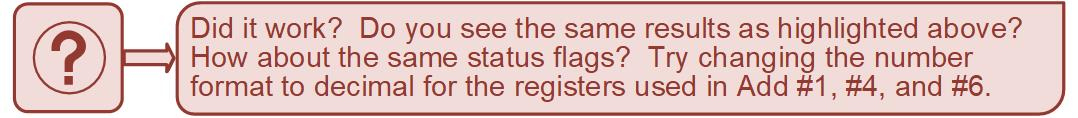 ?
Did it work?  Do you see the same results as highlighted above?
How about the same status flags?  Try changing the number
format to decimal for the registers used in Add #1, #4, and #6.